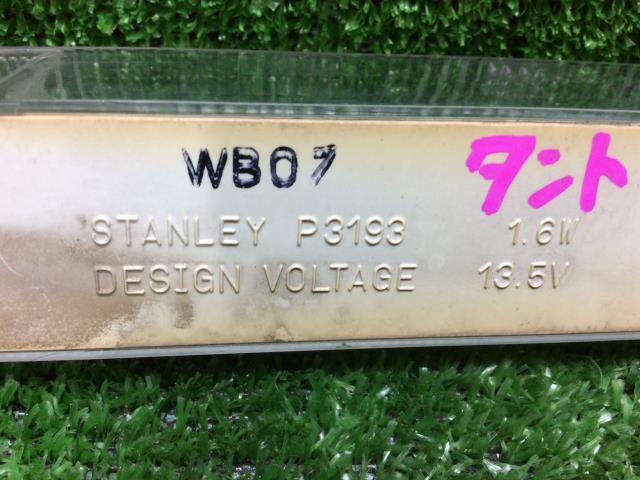 WB07 タント
STANLEY P3193 1.6W
DESIGN VOLTAGE 13.5V